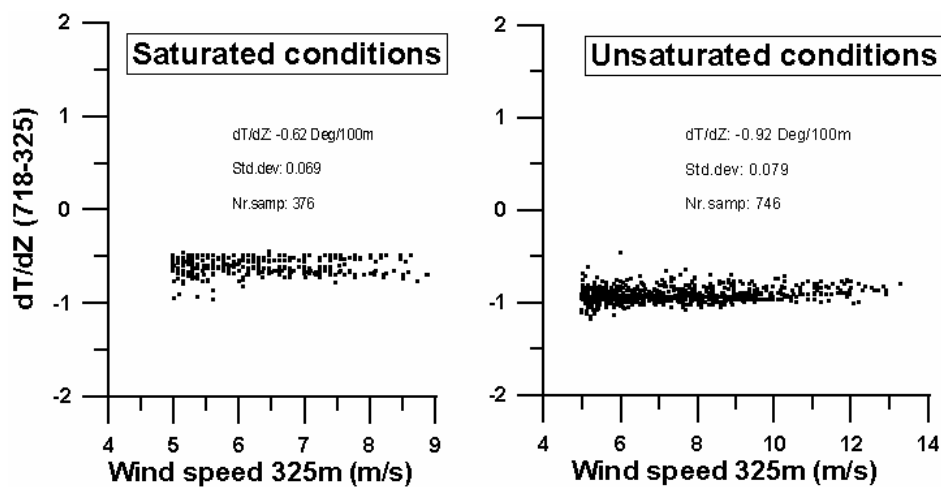 Saturated conditions
dT/dZ: -0.62 Deg/100m
Std.dev: 0.069
Nr.samp: 376
dT/dZ (718-325)
2
1
0
-1
-2
4 5 6 7 8 9
Wind speed 325m (m/s)
Unsaturated conditions
dT/dZ: -0.92 Deg/100m
Std.dev: 0.079
Nr.samp: 746
2
1
0
-1
-2
4 6 8 10 12 14
Wind speed 325m (m/s)